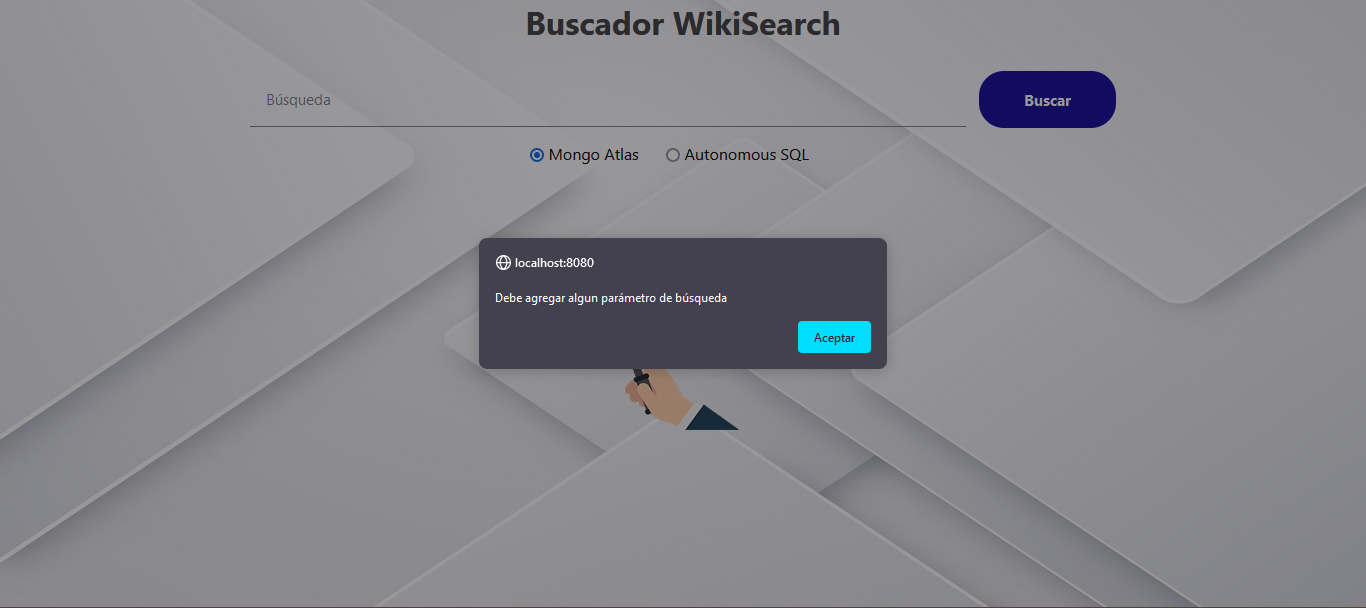 Buscador WikiSearch
Búsqueda
Buscar
Mongo Atlas
Autonomous SQL
localhost:8080
Debe agregar algun parámetro de búsqueda
Aceptar